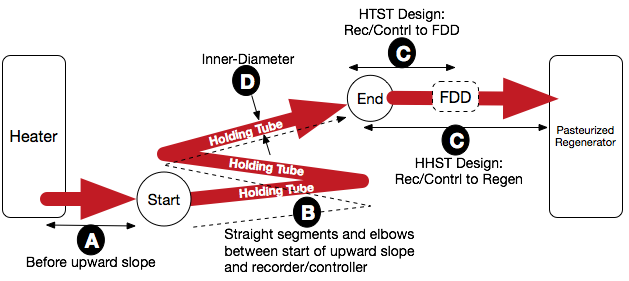 HTST Design:
Rec/Contrl to FDD
C
Inner-Diameter
D
Heater
End
FDD
Pasteurized
Regenerator
Holding Tube
C
HHST Design:
Rec/Contrl to Regen
Holding Tube
Holding Tube
Start
B
A
Before upward slope
Straight segments and elbows
between start of upward slope
and recorder/controller